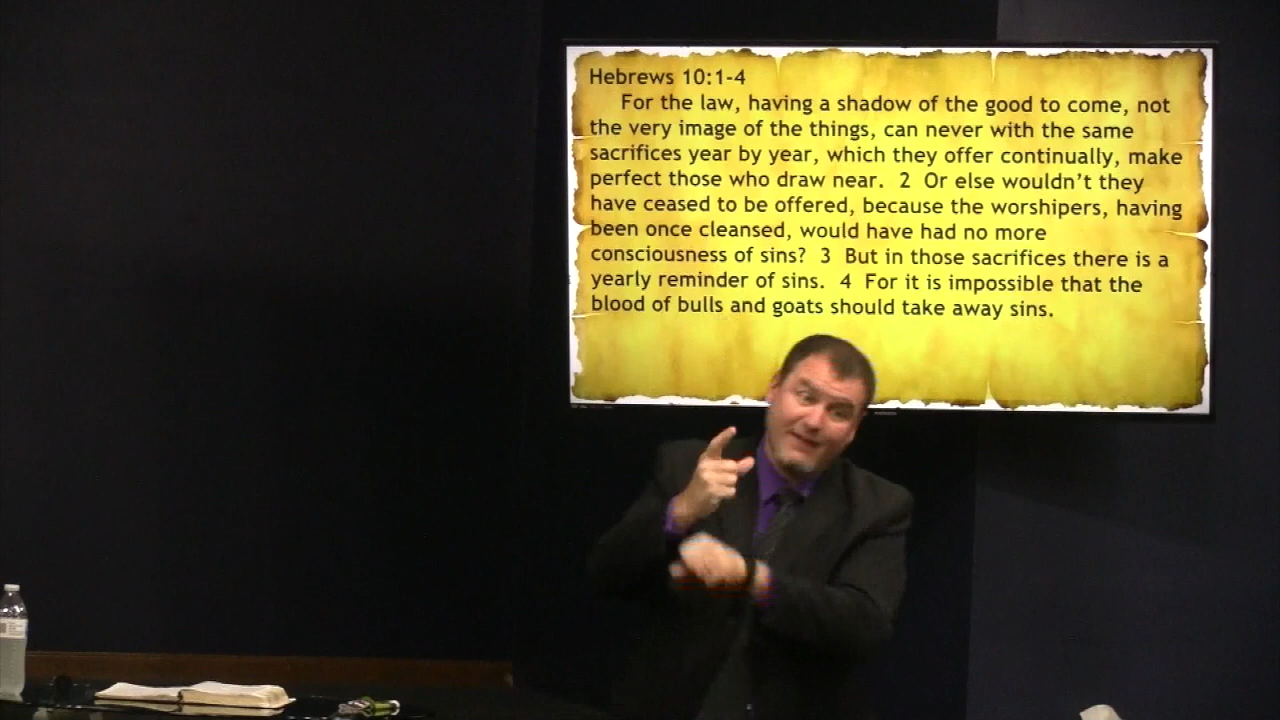 Hebrews 10:1-4
For the law, having a shadow of the good to come, not
the very image of the things, can never with the same
sacrifices year by year, which they offer continually, make
perfect those who draw near. 2 Or else wouldn't they
have ceased to be offered, because the worshipers, having
been once cleansed, would have had no more
consciousness of sins? 3 But in those sacrifices there is a
yearly reminder of sins. 4 For it is impossible that the
blood of bulls and goats should take away sins.